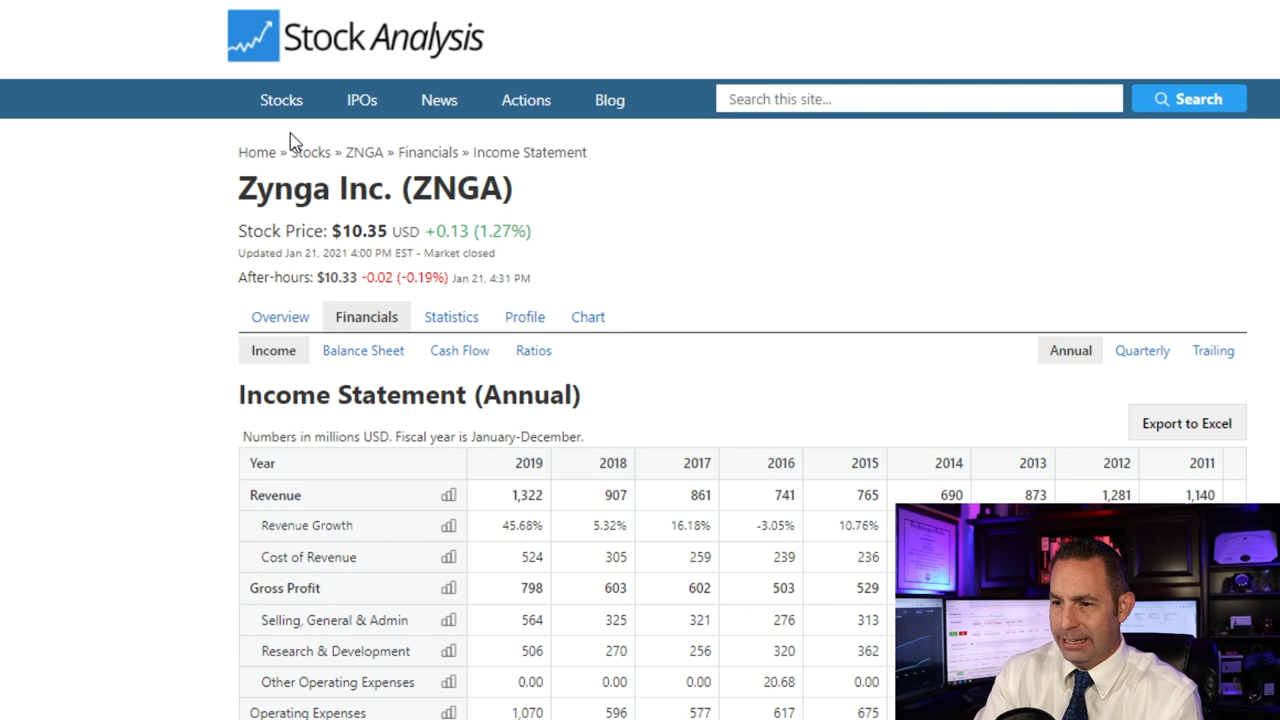 Stock Analysis
Stocks IPOs News Actions Blog Search this site... Search
Home » Stocks » ZNGA » Financials » Income Statement
Zynga Inc. (ZNGA)
Stock Price: $10.35 USD +0.13 (1.27%)
Updated Jan 21, 2021 4:00 PM EST - Market closed
After-hours: $10.33 -0.02 (-0.19%) Jan 21, 4:31 PM
Overview Financials Statistics Profile Chart
Income Balance Sheet Cash Flow Ratios Annual Quarterly Trailing
Income Statement (Annual)
Export to Excel
Numbers in millions USD. Fiscal year is January-December.
Year 2019 2018 2017 2016 2015 2014 2013 2012 2011
Revenue 1,322 907 861 741 765 690 873 1,281 1,140
Revenue Growth 45.68% 5.32% 16.18% -3.05% 10.76%
Cost of Revenue 524 305 259 239 236
Gross Profit 798 603 602 503 529
Selling, General & Admin 564 325 321 276 313
Research & Development 506 270 256 320 362
Other Operating Expenses 0.00 0.00 0.00 20.68 0.00
Operating Expenses 1,070 596 577 617 675